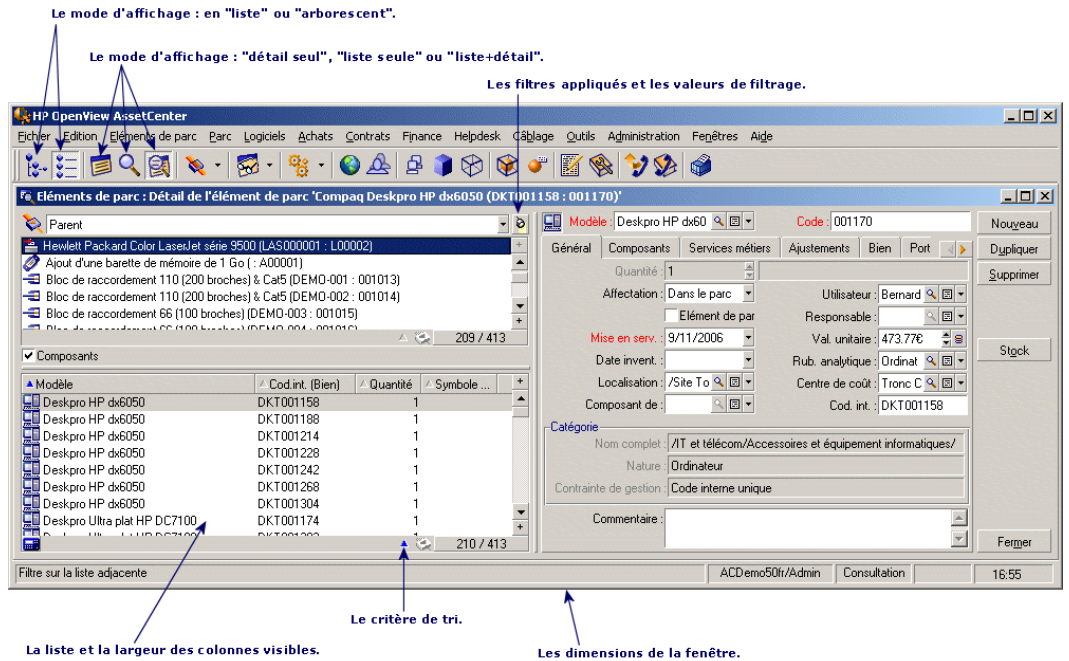 Le mode d'affichage : en "liste" ou "arborescent".
Le mode d'affichage : "détail seul", "liste seule" ou "liste+détail".
Les filtres appliqués et les valeurs de filtrage.
HP OpenView AssetCenter
Fichier Edition Eléments de parc Parc Logiciels Achats Contrats Finance Helpdesk Câblage Outils Administration Fenêtres Aide
Eléments de parc : Détail de l'élément de parc 'Compaq Deskpro HP dx6050 (DKT001158 : 001170)'
Parent
Hewlett Packard Color LaserJet série 9500 (LAS000001 : L00002)
Ajout d'une barette de mémoire de 1 Go ( : A00001)
Bloc de raccordement 110 (200 broches) & Cat5 (DEMO-001 : 001013)
Bloc de raccordement 110 (200 broches) & Cat5 (DEMO-002 : 001014)
Bloc de raccordement 66 (100 broches) (DEMO-003 : 001015)
209 / 413
Composants
Modèle Cod.int. (Bien) Quantité Symbole ...
Deskpro HP dx6050 DKT001158 1
Deskpro HP dx6050 DKT001188 1
Deskpro HP dx6050 DKT001214 1
Deskpro HP dx6050 DKT001228 1
Deskpro HP dx6050 DKT001242 1
Deskpro HP dx6050 DKT001268 1
Deskpro HP dx6050 DKT001304 1
Deskpro Ultra plat HP DC7100 DKT001174 1
210 / 413
Modèle : Deskpro HP dx60 Code : 001170
Général Composants Services métiers Ajustements Bien Port
Quantité : 1
Affectation : Dans le parc Utilisateur : Bernard
Elément de par Responsable :
Mise en serv. : 9/11/2006 Val. unitaire : 473.77€
Date invent. : Rub. analytique : Ordinat
Localisation : /Site To Centre de coût : Tronc C
Composant de : Cod. int. : DKT001158
Catégorie
Nom complet : /IT et télécom/Accessoires et équipement informatiques/
Nature : Ordinateur
Contrainte de gestion : Code interne unique
Commentaire :
Nouveau
Dupliquer
Supprimer
Stock
Fermer
Filtre sur la liste adjacente ACDemo50fr/Admin Consultation 16:55
Le critère de tri.
La liste et la largeur des colonnes visibles.
Les dimensions de la fenêtre.